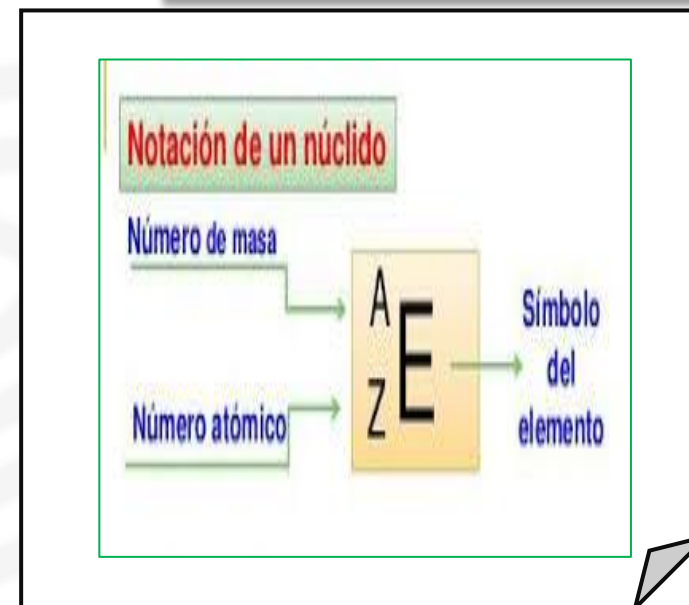 Notación de un núclido
Número de masa
A
E
Z
Número atómico
Símbolo
del
elemento